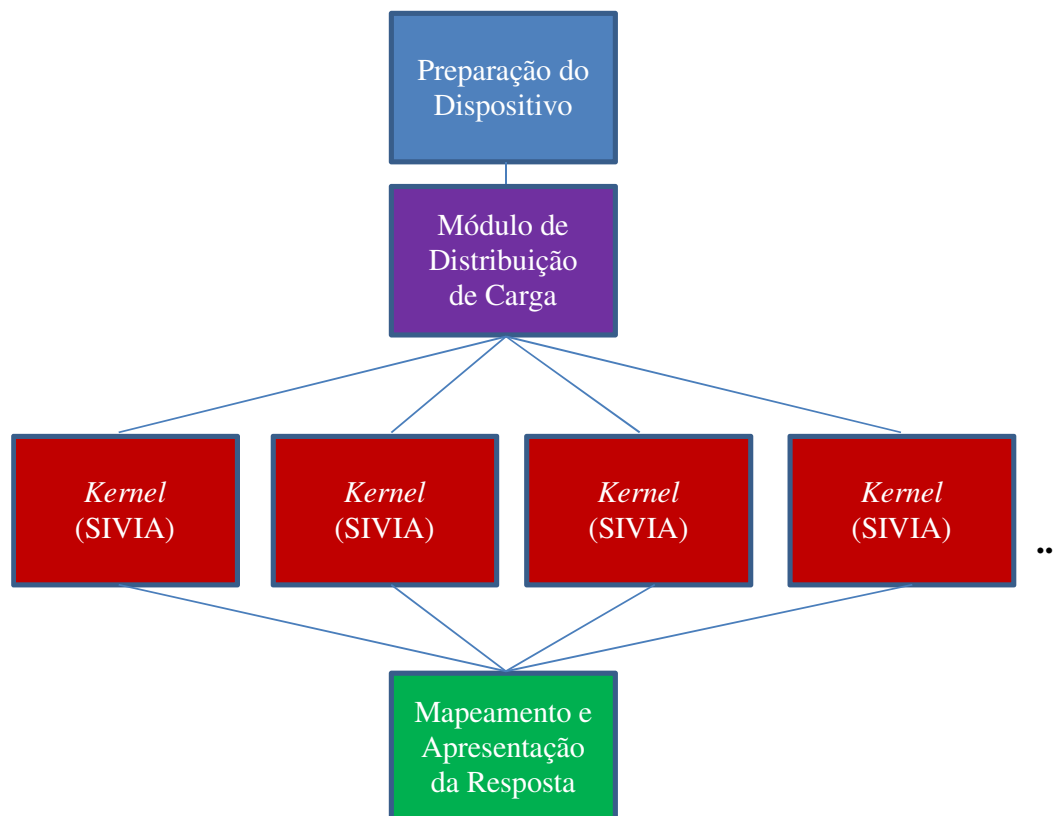 Preparação do
Dispositivo
Módulo de
Distribuição
de Carga
Kernel
(SIVIA)
Kernel
(SIVIA)
Kernel
(SIVIA)
Kernel
(SIVIA)
..
Mapeamento e
Apresentação
da Resposta